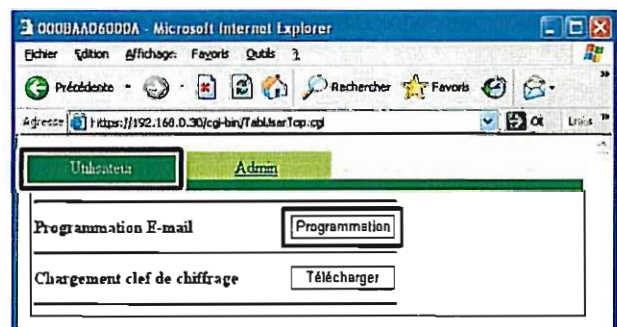 000BAAD6000A - Microsoft Internet Explorer
Fichier Edition Affichage Favoris Outils ?
Précédente Rechercher Favoris »
Adresse https://192.168.0.30/cgi-bin/TabUserTop.cgi OK Liens »
Utilisateur Admin
Programmation E-mail Programmation
Chargement clef de chiffrage Télécharger